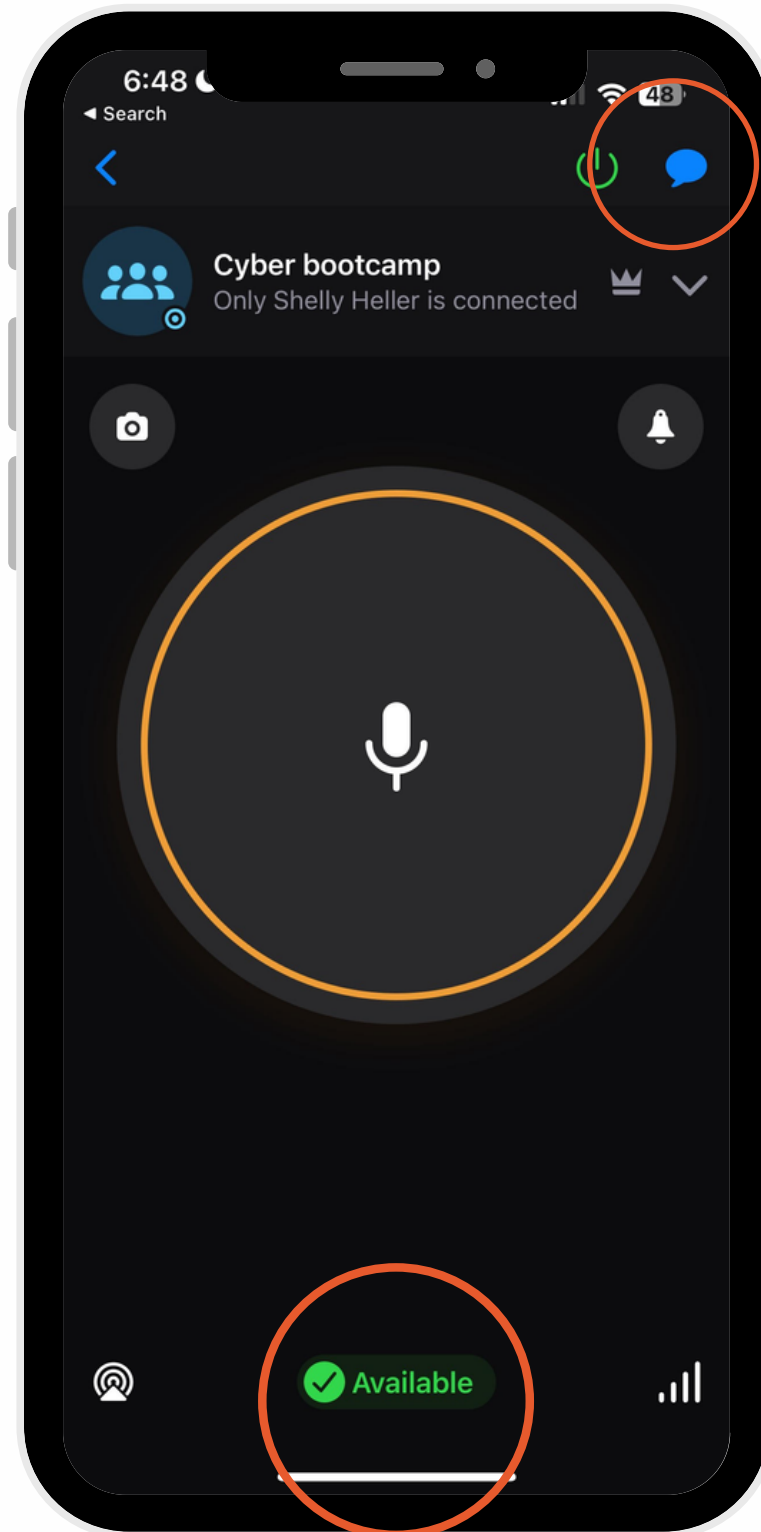 6:48
48
◀ Search
Cyber bootcamp
Only Shelly Heller is connected
Available